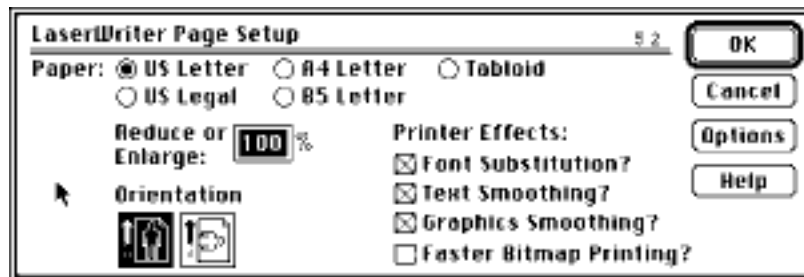 LaserWriter Page Setup 5.2 OK
Paper: US Letter A4 Letter Tabloid
US Legal B5 Letter Cancel
Reduce or Enlarge: 100 % Printer Effects: Options
Font Substitution?
Orientation Text Smoothing? Help
Graphics Smoothing?
Faster Bitmap Printing?